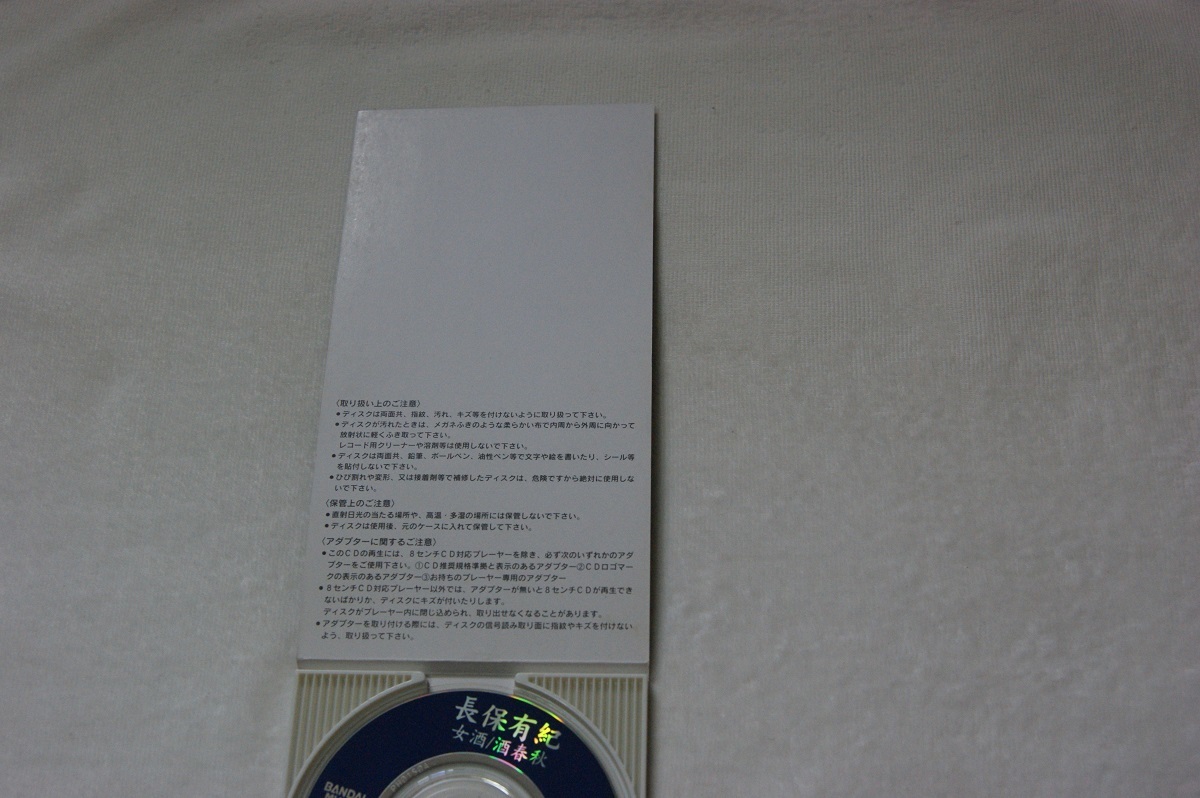 〈取り扱い上のご注意〉
●ディスクは両面共、指紋、汚れ、キズ等を付けないように取り扱って下さい。
●ディスクが汚れたときは、メガネふきのような柔らかい布で内周から外周に向かって
放射状に軽くふき取って下さい。
レコード用クリーナーや溶剤等は使用しないで下さい。
●ディスクは両面共、鉛筆、ボールペン、油性ペン等で文字や絵を書いたり、シール等
を貼付しないで下さい。
●ひび割れや変形、又は接着剤等で補修したディスクは、危険ですから絶対に使用しな
いで下さい。
〈保管上のご注意〉
●直射日光の当たる場所や、高温・多湿の場所には保管しないで下さい。
●ディスクは使用後、元のケースに入れて保管して下さい。
〈アダプターに関するご注意〉
●このCDの再生には、8センチCD対応プレーヤーを除き、必ず次のいずれかのアダ
プターをご使用下さい。①CD推奨規格準拠と表示のあるアダプター②CDロゴマー
クの表示のあるアダプター③お持ちのプレーヤー専用のアダプター
●8センチCD対応プレーヤー以外では、アダプターが無いと8センチCDが再生でき
ないばかりか、ディスクにキズが付いたりします。
ディスクがプレーヤー内に閉じ込められ、取り出せなくなることがあります。
●アダプターを取り付ける際には、ディスクの信号読み取り面に指紋やキズを付けない
よう、取り扱って下さい。
長保有紀
女酒/酒春秋
BANDAI